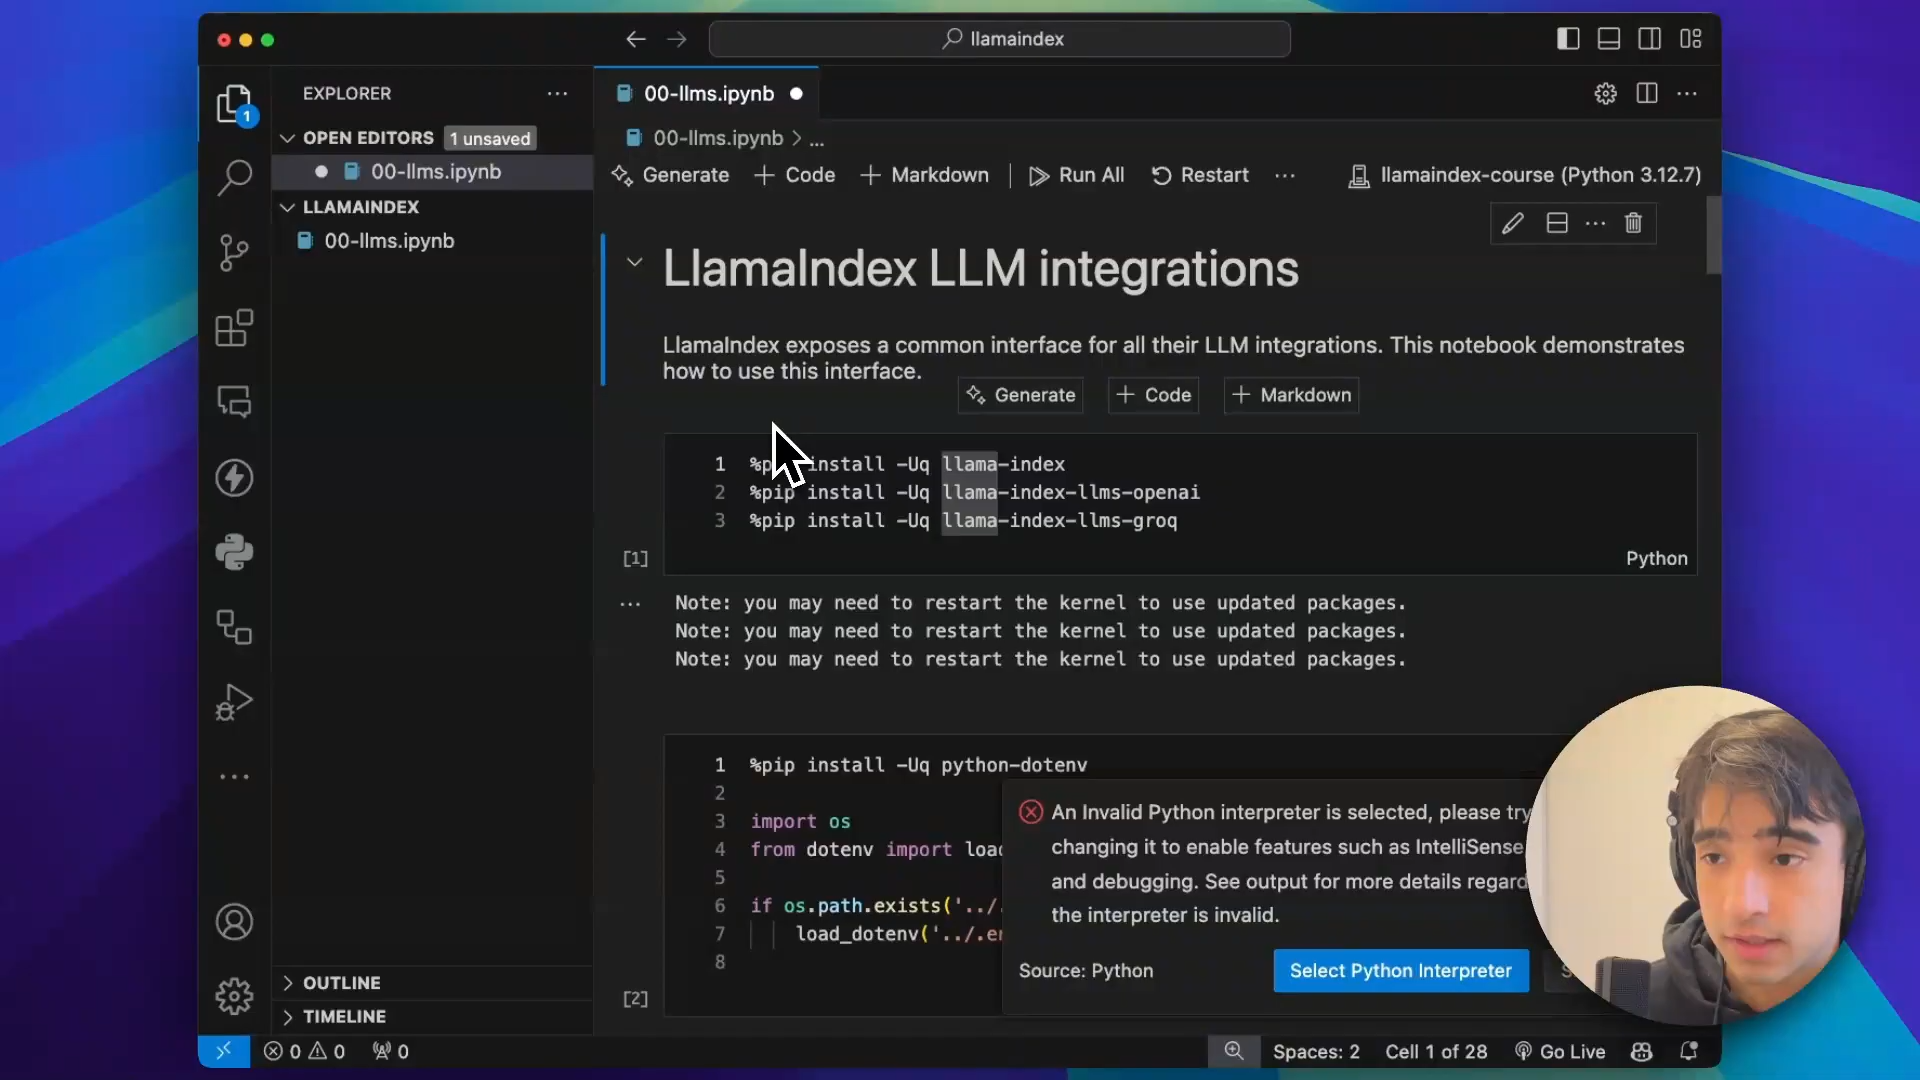 llamaindex
EXPLORER
1
OPEN EDITORS 1 unsaved
00-llms.ipynb
LLAMAINDEX
00-llms.ipynb
OUTLINE
TIMELINE
00-llms.ipynb
00-llms.ipynb > ...
Generate + Code + Markdown | Run All Restart ... llamaindex-course (Python 3.12.7)
LlamaIndex LLM integrations
LlamaIndex exposes a common interface for all their LLM integrations. This notebook demonstrates
how to use this interface.
Generate + Code + Markdown
1 %p install -Uq llama-index
2 %pip install -Uq llama-index-llms-openai
3 %pip install -Uq llama-index-llms-groq
[1]
Python
Note: you may need to restart the kernel to use updated packages.
Note: you may need to restart the kernel to use updated packages.
Note: you may need to restart the kernel to use updated packages.
1 %pip install -Uq python-dotenv
2
3 import os
4 from dotenv import load
5
6 if os.path.exists('../.
7 load_dotenv('../.en
8
[2]
An Invalid Python interpreter is selected, please try
changing it to enable features such as IntelliSense
and debugging. See output for more details regard
the interpreter is invalid.
Source: Python
Select Python Interpreter
0 0 0
Spaces: 2 Cell 1 of 28 Go Live